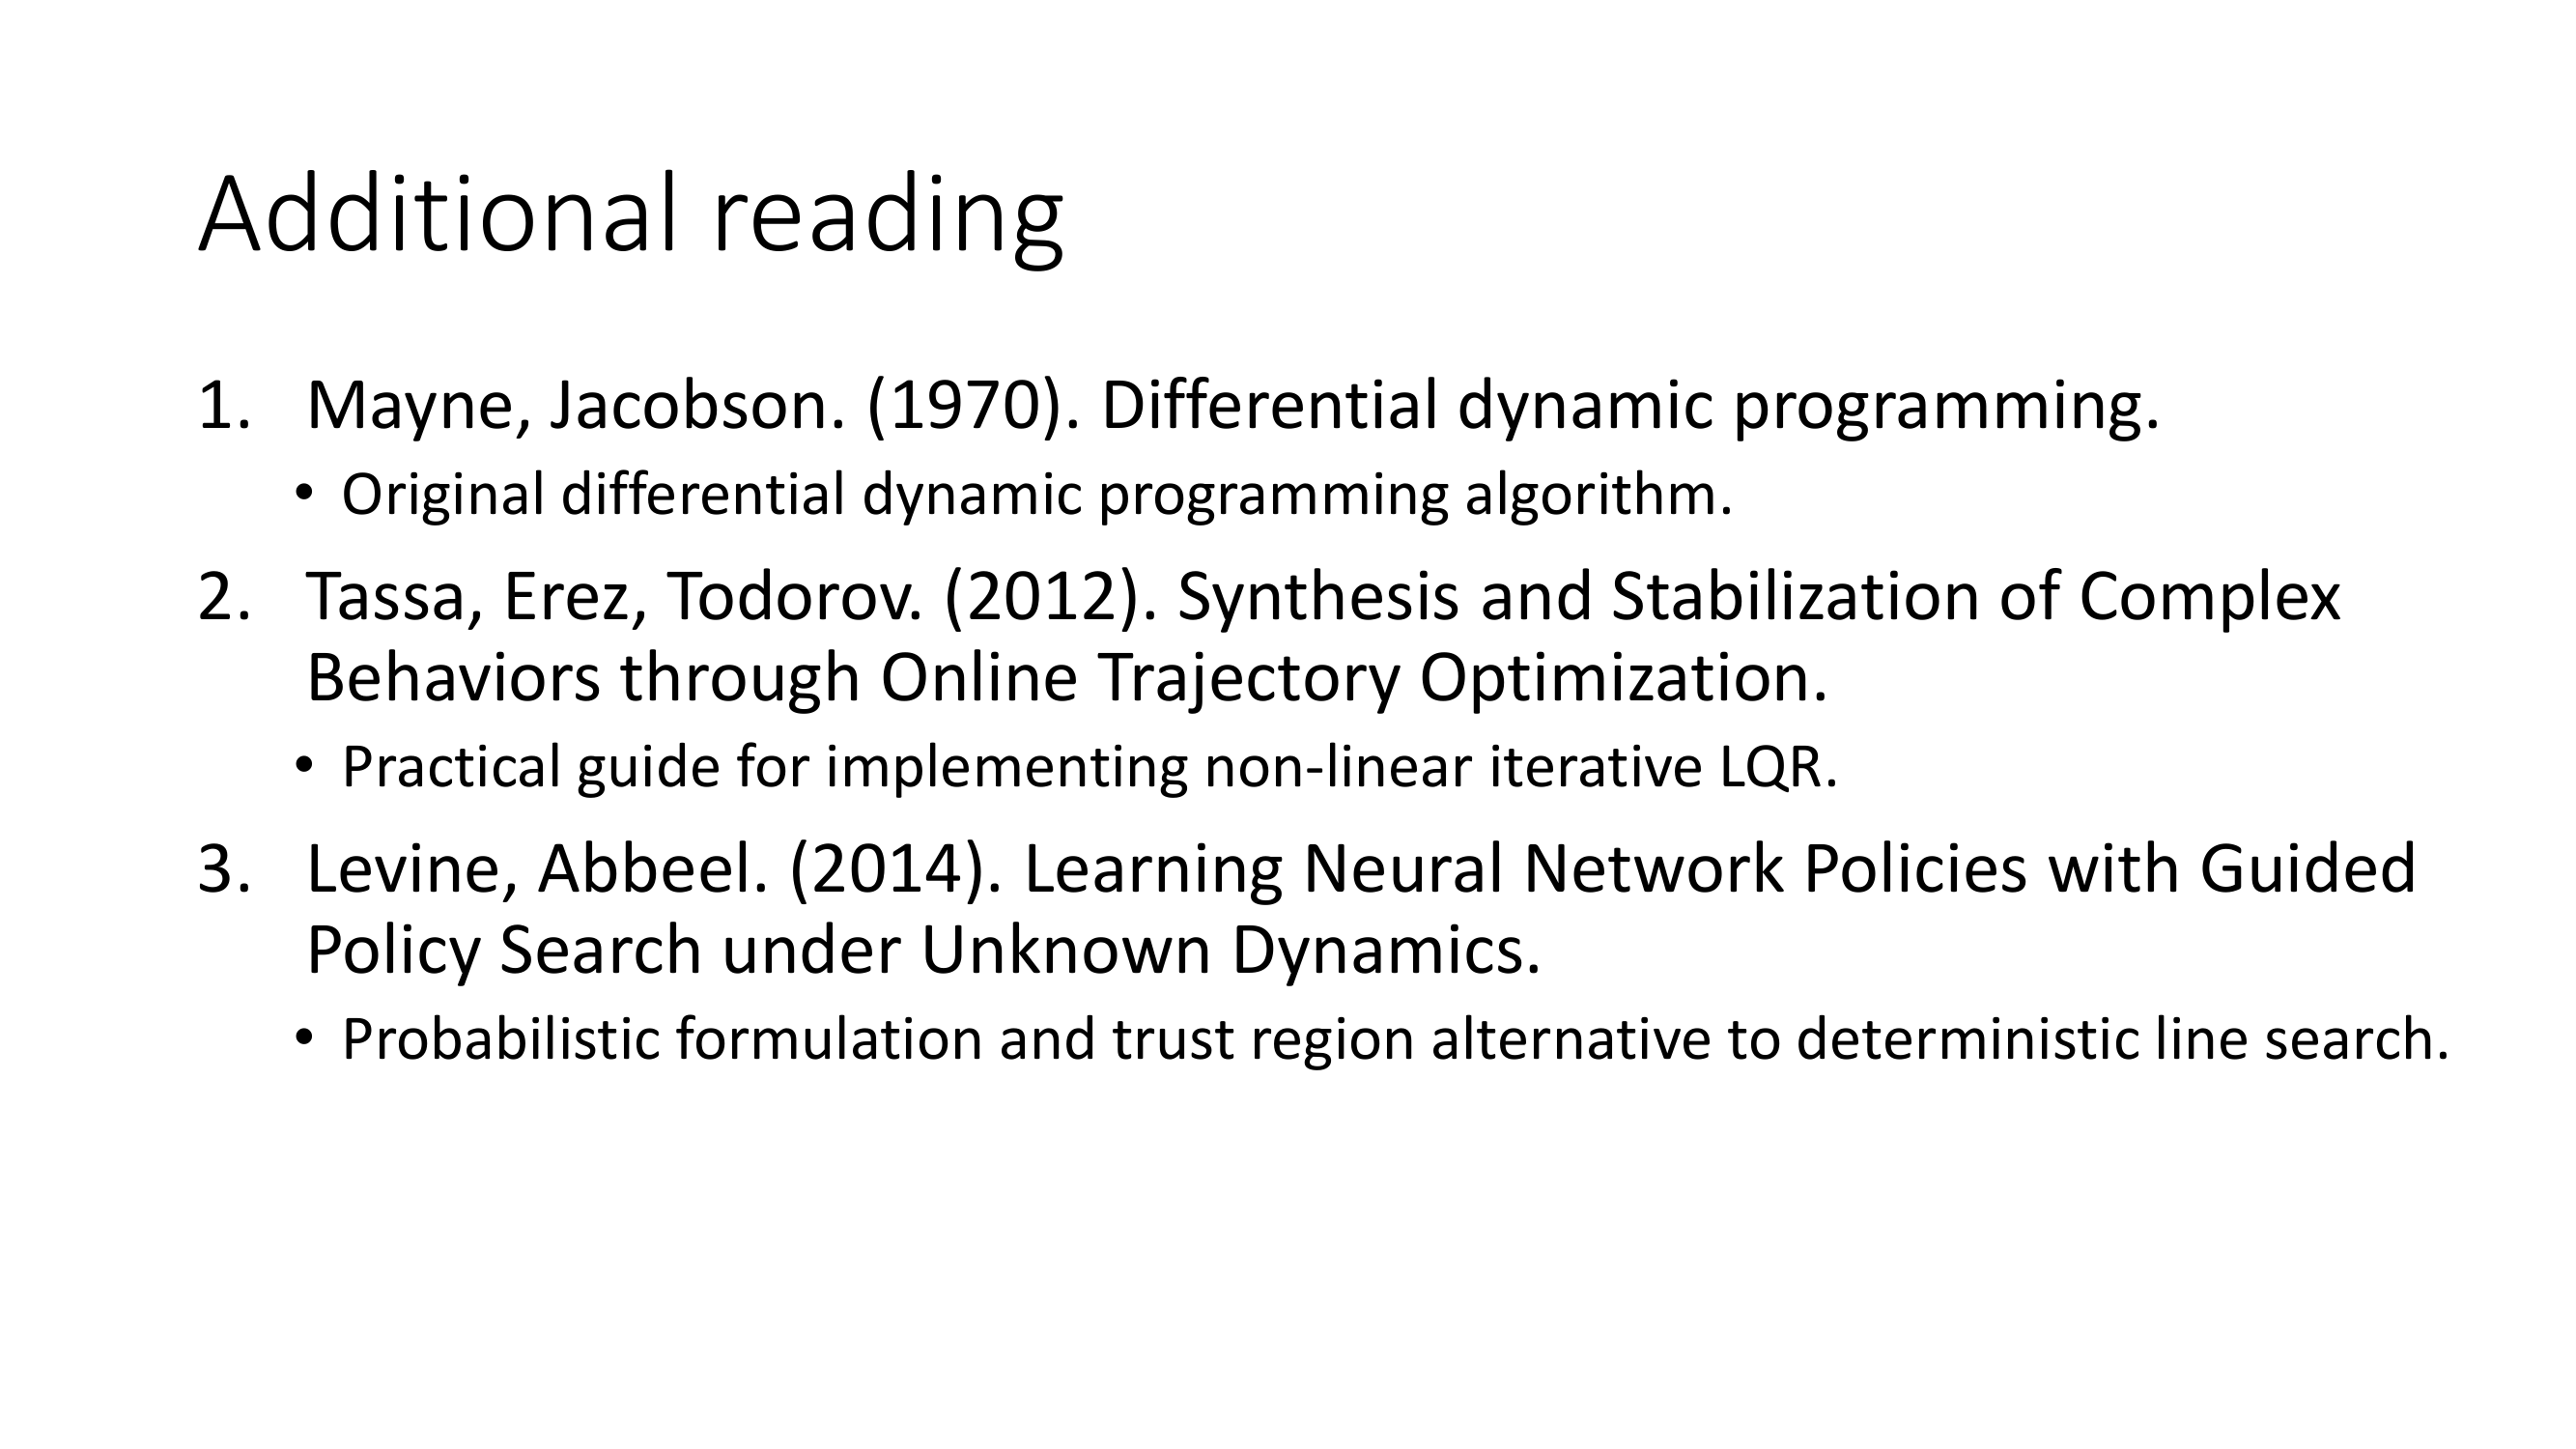 Additional reading
1. Mayne, Jacobson. (1970). Differential dynamic programming.
• Original differential dynamic programming algorithm.
2. Tassa, Erez, Todorov. (2012). Synthesis and Stabilization of Complex
Behaviors through Online Trajectory Optimization.
• Practical guide for implementing non-linear iterative LQR.
3. Levine, Abbeel. (2014). Learning Neural Network Policies with Guided
Policy Search under Unknown Dynamics.
• Probabilistic formulation and trust region alternative to deterministic line search.